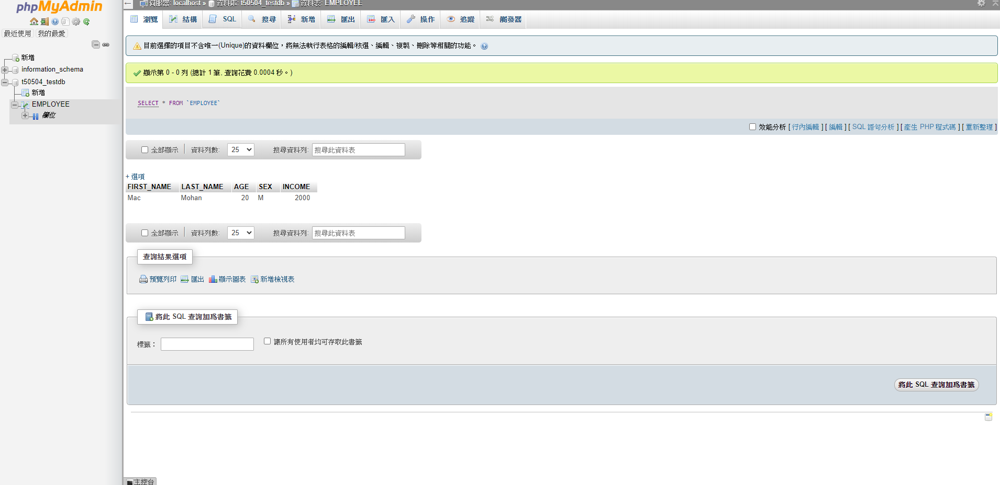 phpMyAdmin
伺服器: localhost » 資料庫: t50504_testdb » 資料表: EMPLOYEE
瀏覽 結構 SQL 搜尋 新增 匯出 匯入 操作 追蹤 觸發器
最近使用 我的最愛
新增
information_schema
t50504_testdb
新增
EMPLOYEE
欄位
目前選擇的項目不含唯一(Unique)的資料欄位，將無法執行表格的編輯/核選、編輯、複製、刪除等相關的功能。
顯示第 0 - 0 列 (總計 1 筆, 查詢花費 0.0004 秒。)
SELECT * FROM `EMPLOYEE`
效能分析 [ 行內編輯 ] [ 編輯 ] [ SQL 語句分析 ] [ 產生 PHP 程式碼 ] [ 重新整理 ]
全部顯示 資料列數: 25 搜尋資料列: 搜尋此資料表
+ 選項
FIRST_NAME LAST_NAME AGE SEX INCOME
Mac Mohan 20 M 2000
全部顯示 資料列數: 25 搜尋資料列: 搜尋此資料表
查詢結果選項
預覽列印 匯出 顯示圖表 新增檢視表
將此 SQL 查詢加為書籤
標籤： 讓所有使用者均可存取此書籤
將此 SQL 查詢加為書籤
主控台